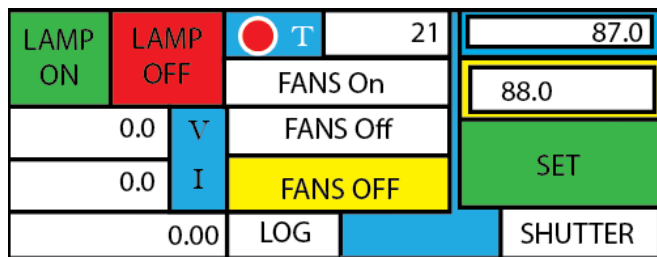 LAMP ON
LAMP OFF
T
21
87.0
FANS On
88.0
0.0
V
FANS Off
SET
0.0
I
FANS OFF
0.00
LOG
SHUTTER